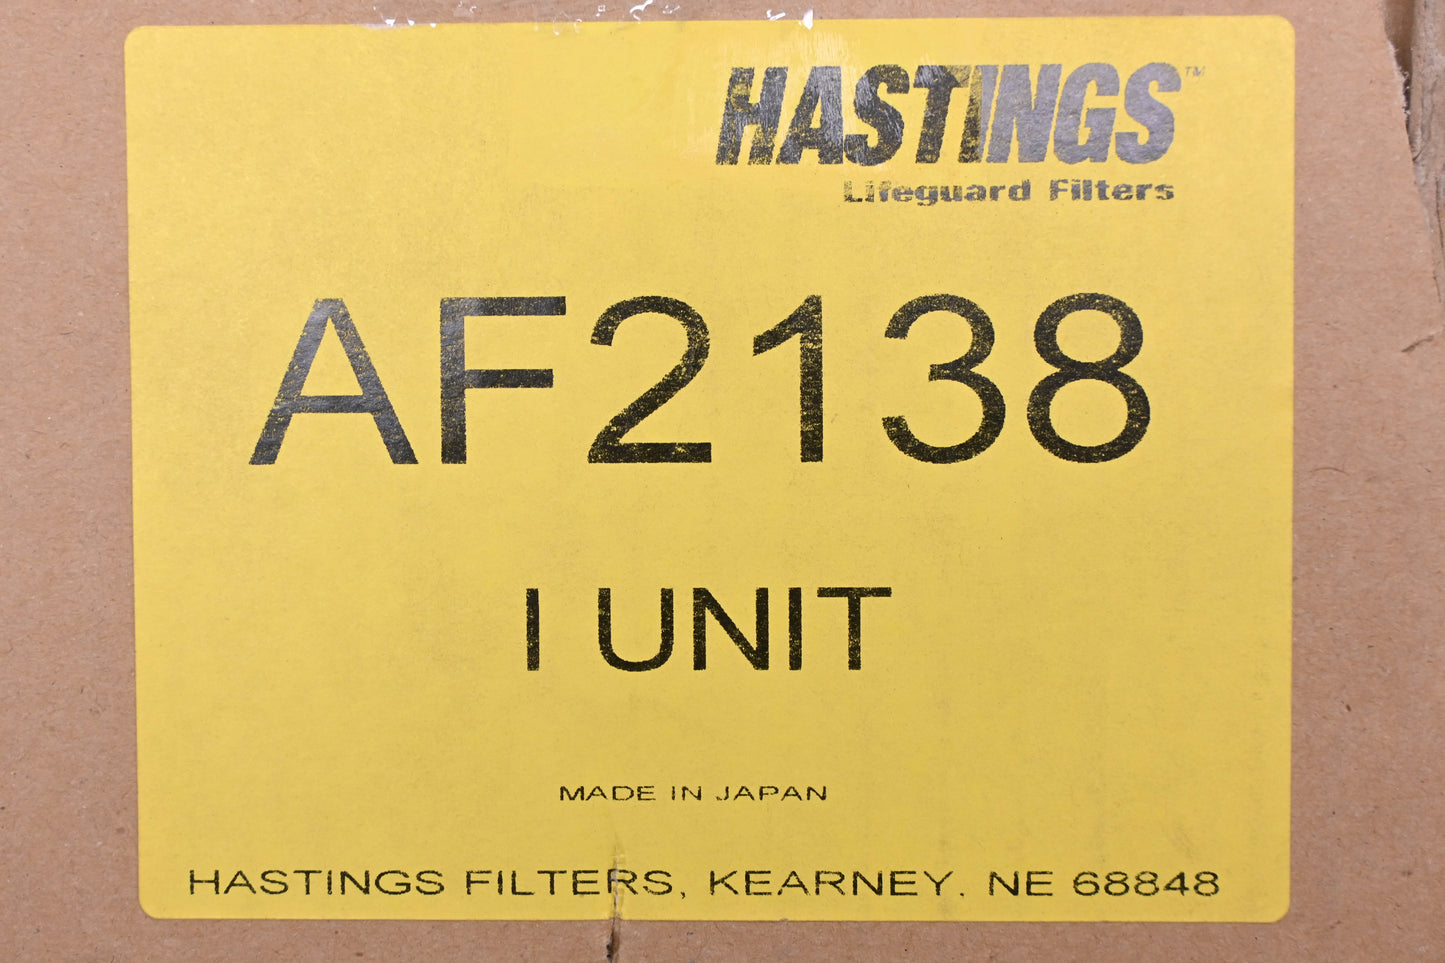 HASTINGS™
Lifeguard Filters
AF2138
I UNIT
MADE IN JAPAN
HASTINGS FILTERS, KEARNEY, NE 68848